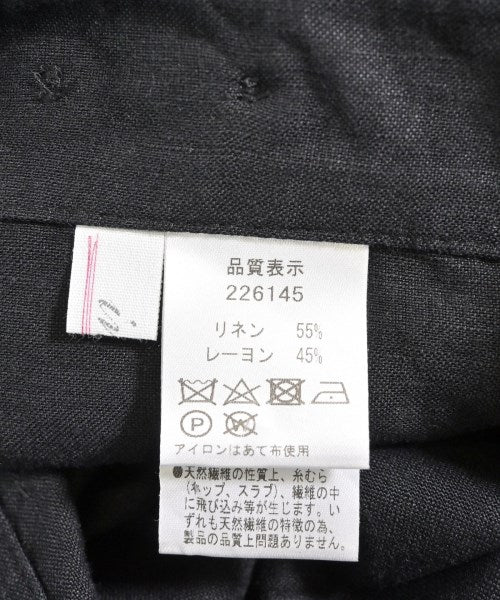 品質表示
226145
リネン 55%
レーヨン 45%
P W
アイロンはあて布使用
●天然繊維の性質上、糸むら
(ネップ、スラブ)、繊維の中
に飛び込み等が生じます。い
ずれも天然繊維の特徴の為、
製品の品質上問題ありません。